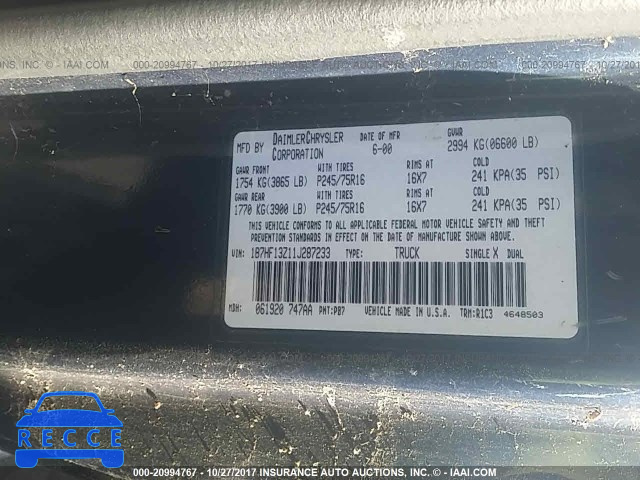 000-20994767 - 10/27/2017 INSURANCE AUTO AUCTIONS, INC. - © IAAI.COM 000-20994767 - 10/27/2017
MFD BY DAIMLERCHRYSLER CORPORATION DATE OF MFR 6-00 GVWR 2994 KG(06600 LB)
GAWR FRONT WITH TIRES RIMS AT COLD
1754 KG(3865 LB) P245/75R16 16X7 241 KPA(35 PSI)
GAWR REAR WITH TIRES RIMS AT COLD
1770 KG(3900 LB) P245/75R16 16X7 241 KPA(35 PSI)
THIS VEHICLE CONFORMS TO ALL APPLICABLE FEDERAL MOTOR VEHICLE SAFETY AND THEFT
PREVENTION STANDARDS IN EFFECT ON THE DATE OF MANUFACTURE SHOWN ABOVE.
VIN: 1B7HF13Z11J287233 TYPE: TRUCK SINGLE X DUAL
MDH: 061920 747AA PNT:PB7 VEHICLE MADE IN U.S.A. TRM:R1C3 4648503
RECCE
000-20994767 - 10/27/2017 INSURANCE AUTO AUCTIONS, INC. - © IAAI.COM